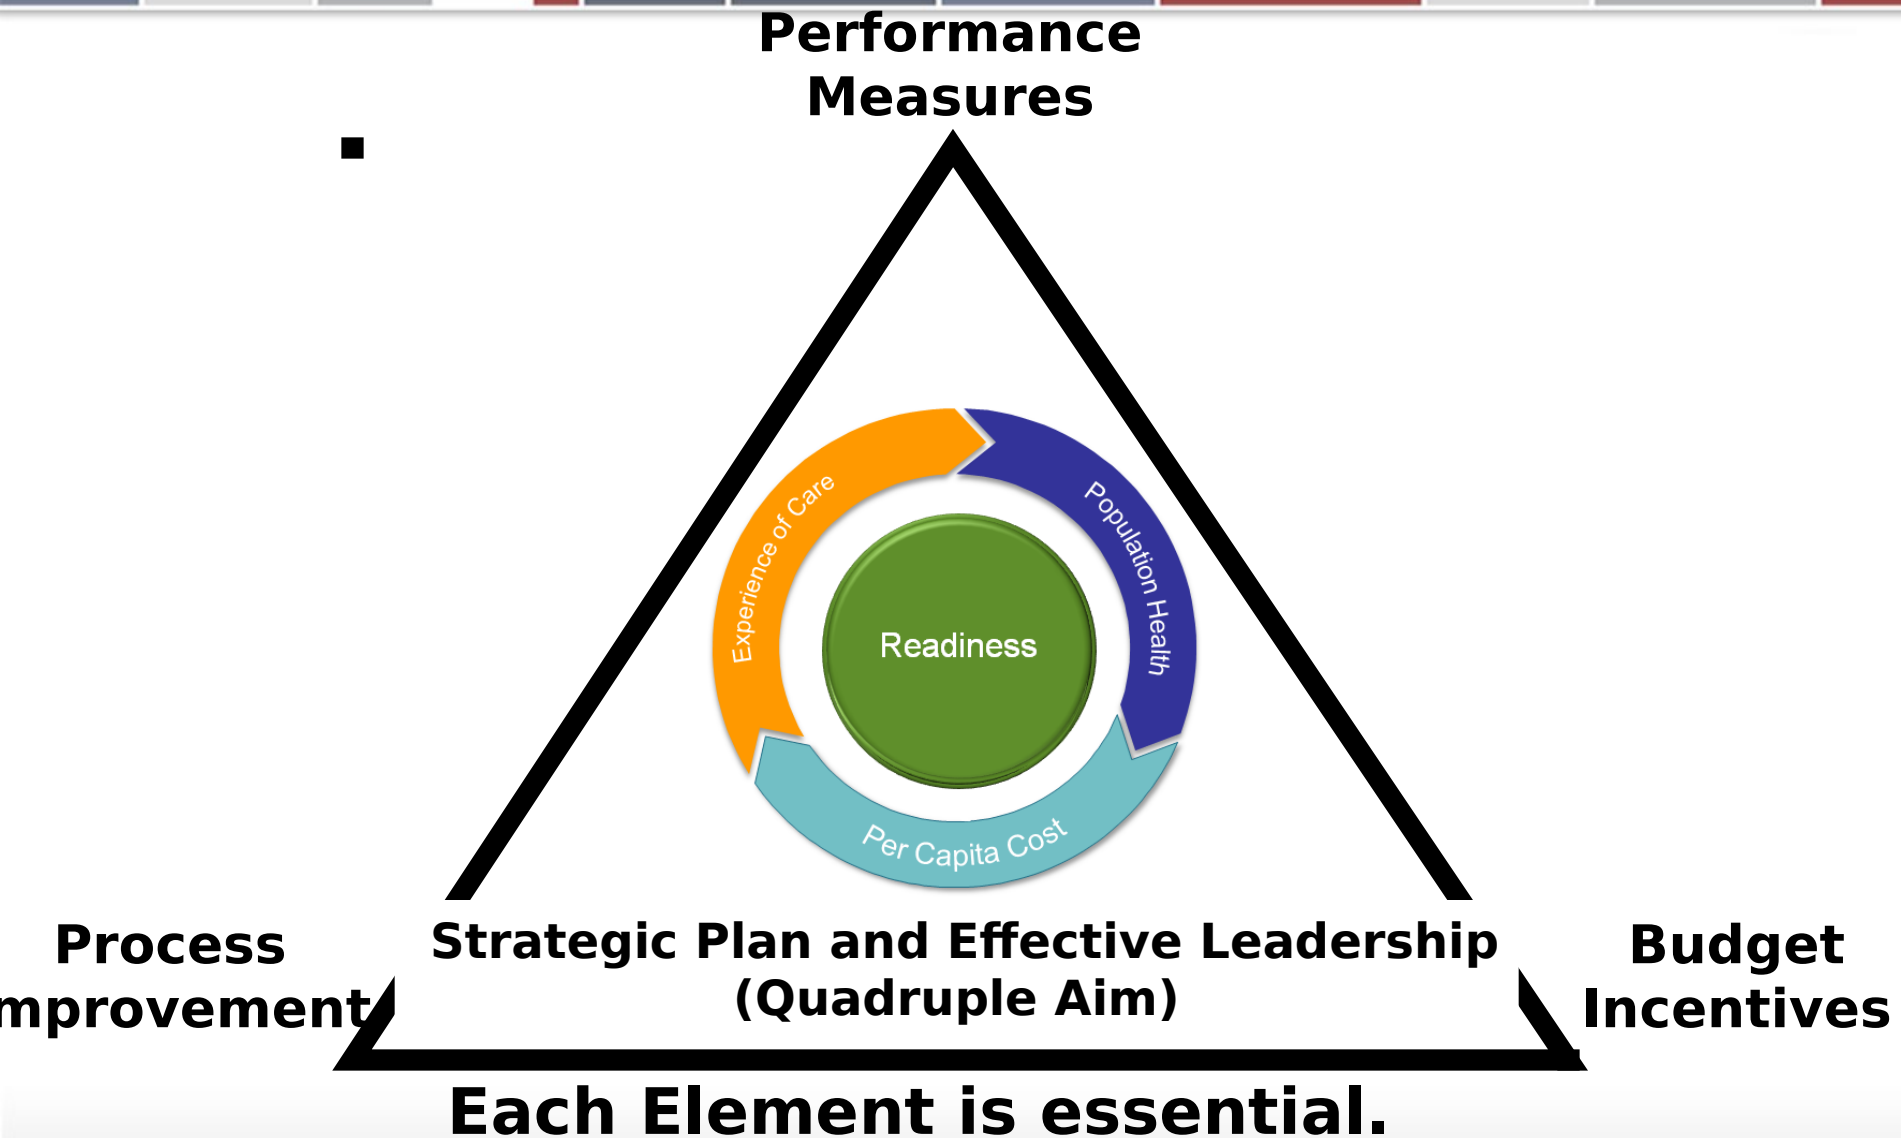 Performance
Measures
Experience of Care
Population Health
Readiness
Per Capita Cost
Strategic Plan and Effective Leadership
(Quadruple Aim)
Process
mprovement
Budget
Incentives
Each Element is essential.